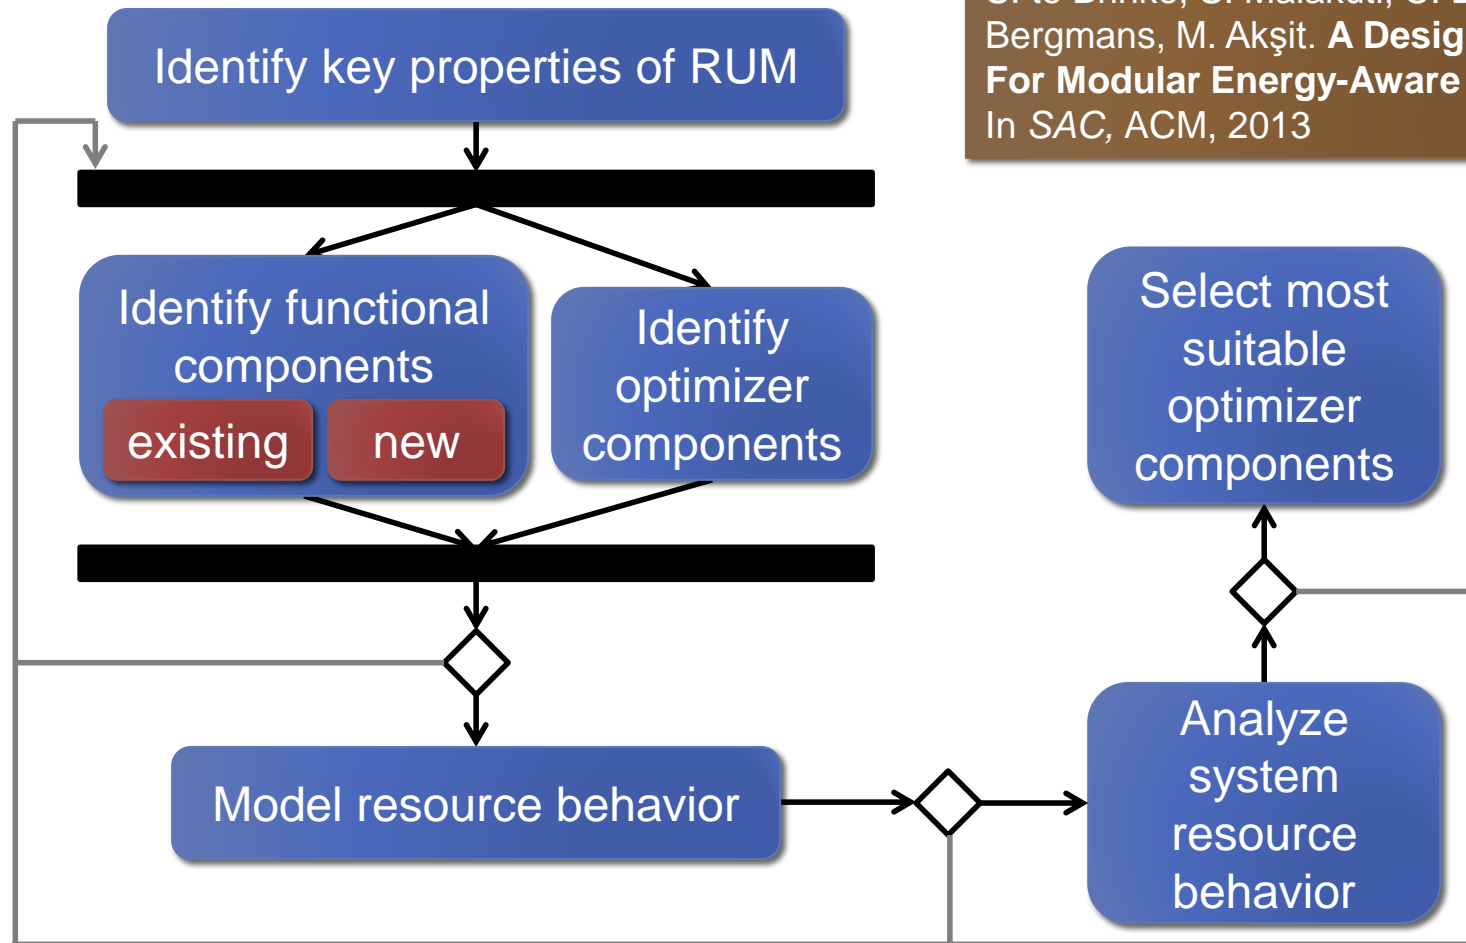 Identify key properties of RUM
Bergmans, M. Akşit. A Desig
For Modular Energy-Aware
In SAC, ACM, 2013
Identify functional
components
existing new
Identify
optimizer
components
Select most
suitable
optimizer
components
Model resource behavior
Analyze
system
resource
behavior